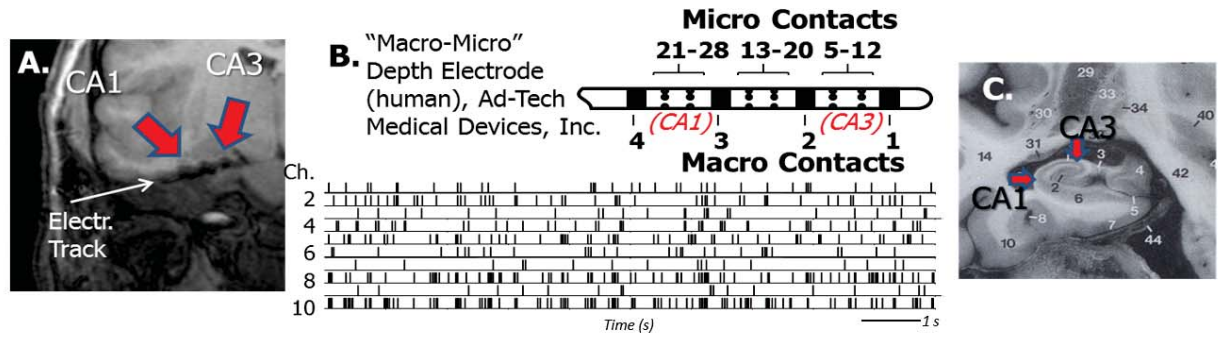 A.
CA1
CA3
Electr.
Track
B.
"Macro-Micro"
Depth Electrode
(human), Ad-Tech
Medical Devices, Inc.
Micro Contacts
21-28 13-20 5-12
(CA1) (CA3)
4 3 2 1
Macro Contacts
Ch.
2
4
6
8
10
Time (s)
1 s
C.
29
33
34
30
40
CA3
31
14
3
4
42
CA1
2
6
5
8
7
10
44